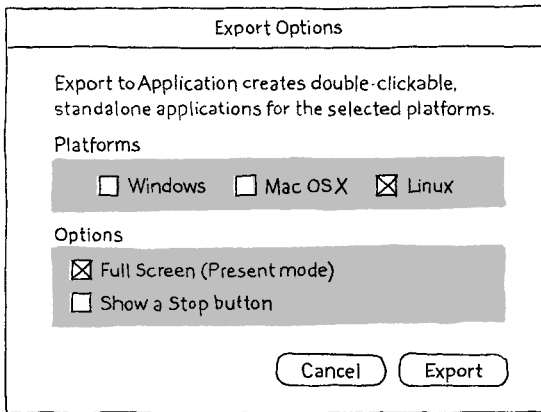 Export Options
Export to Application creates double-clickable,
standalone applications for the selected platforms.
Platforms
Windows Mac OSX Linux
Options
Full Screen (Present mode)
Show a Stop button
Cancel Export